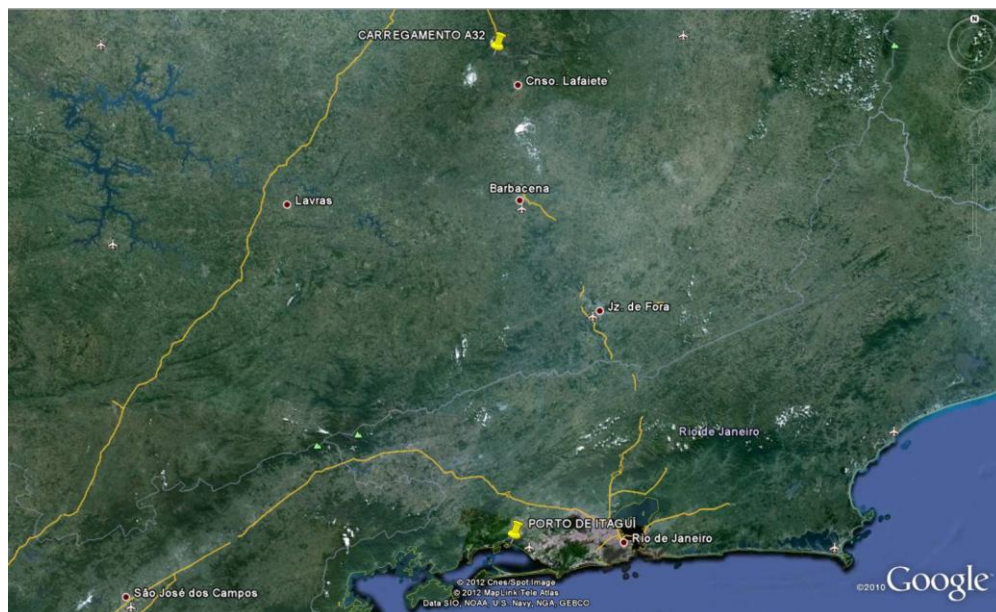 N
CARREGAMENTO A32
Cnso. Lafaiete
Barbacena
Lavras
Jz. de Fora
Rio de Janeiro
PORTO DE ITAGUÍ
Rio de Janeiro
São José dos Campos
© 2012 Cnes/Spot Image
© 2012 MapLink/Tele Atlas
Data SIO, NOAA, U.S. Navy, NGA, GEBCO
©2010 Google